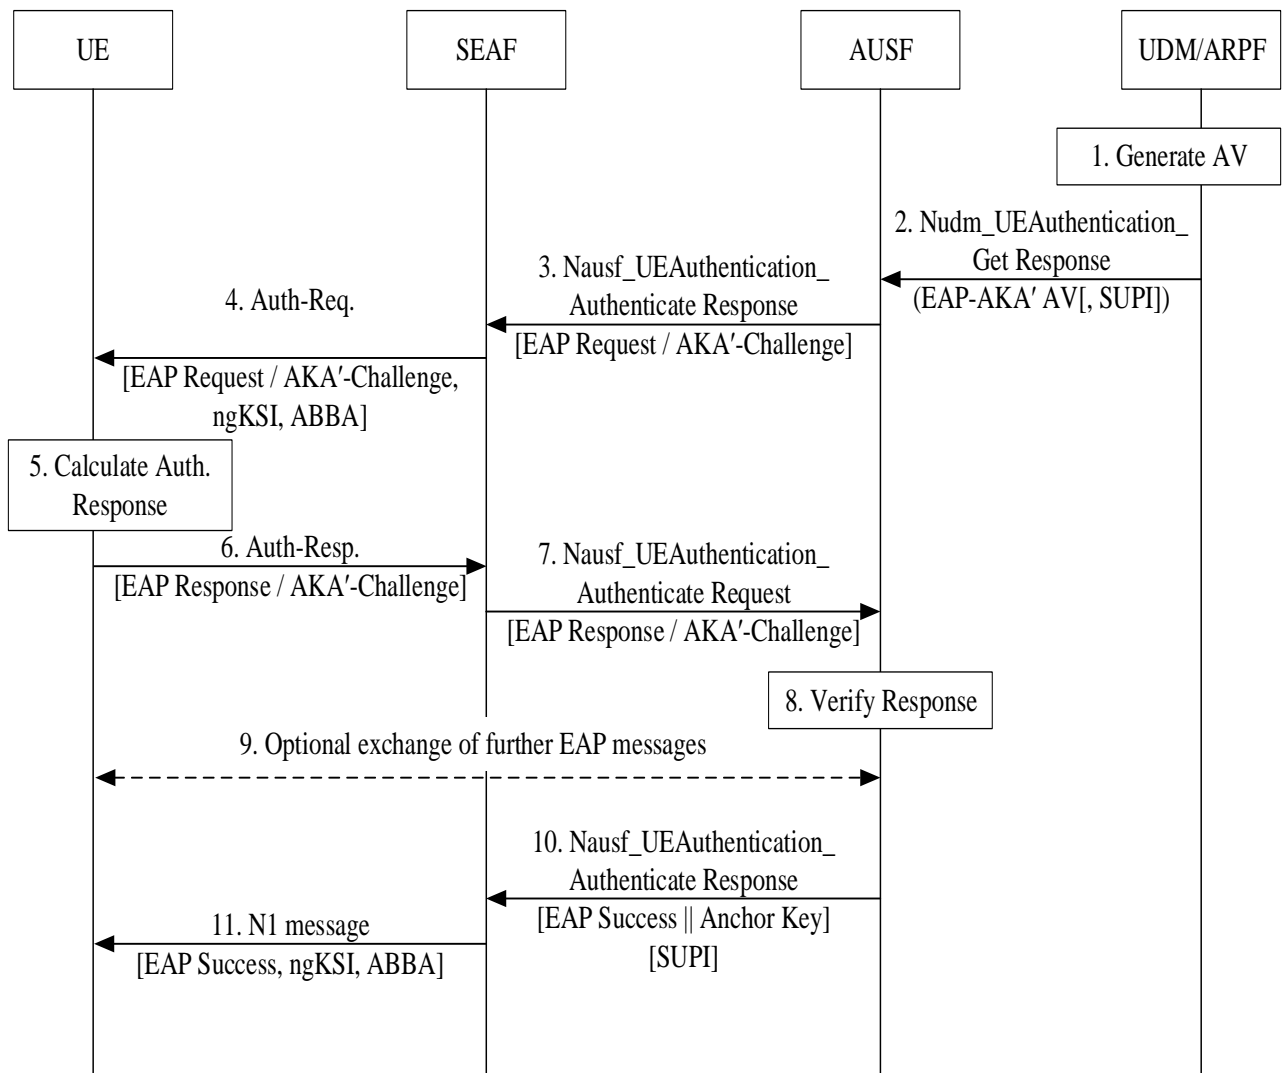 UE
SEAF
AUSF
UDM/ARPF
1. Generate AV
2. Nudm_UEAuthentication_
Get Response
(EAP-AKA′ AV[, SUPI])
3. Nausf_UEAuthentication_
Authenticate Response
[EAP Request / AKA′-Challenge]
4. Auth-Req.
[EAP Request / AKA′-Challenge,
ngKSI, ABBA]
5. Calculate Auth.
Response
6. Auth-Resp.
[EAP Response / AKA′-Challenge]
7. Nausf_UEAuthentication_
Authenticate Request
[EAP Response / AKA′-Challenge]
8. Verify Response
9. Optional exchange of further EAP messages
10. Nausf_UEAuthentication_
Authenticate Response
[EAP Success || Anchor Key]
[SUPI]
11. N1 message
[EAP Success, ngKSI, ABBA]